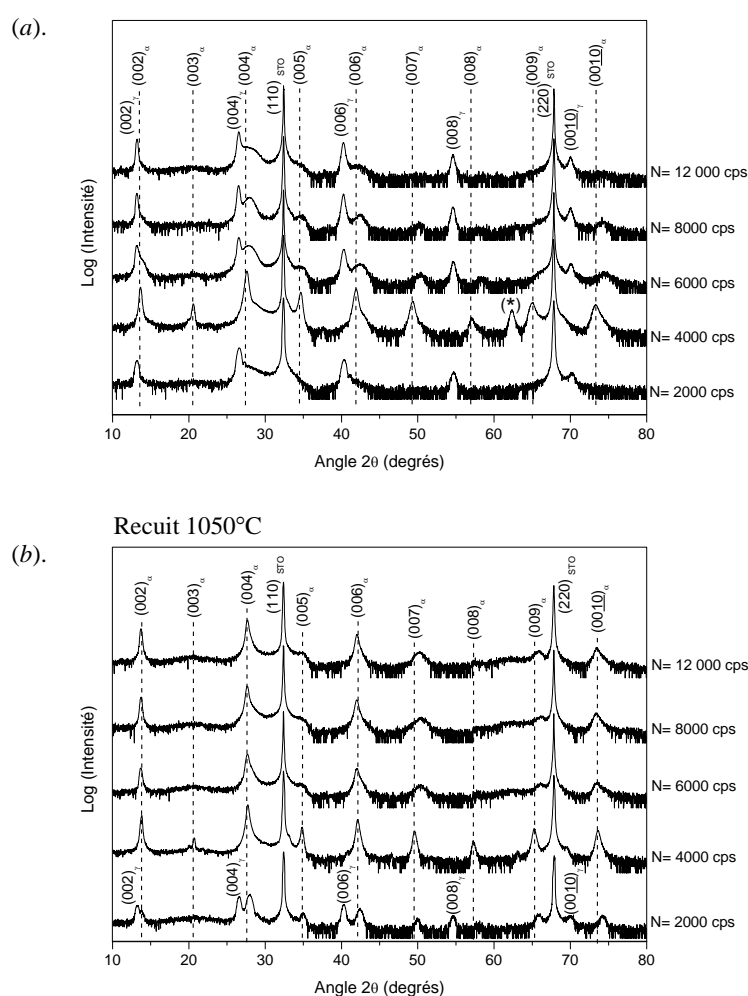 (a).
(002)γ
(002)α
(003)α
(004)γ
(004)α
(110) STO
(005)α
(006)γ
(006)α
(007)α
(008)γ
(008)α
(*)
(009)α
(220) STO
(0010)γ
(0010)α
N= 12 000 cps
N= 8000 cps
N= 6000 cps
N= 4000 cps
N= 2000 cps
Log (Intensité)
10 20 30 40 50 60 70 80
Angle 2θ (degrés)
Recuit 1050°C
(b).
(002)α
(003)α
(004)α
(110) STO
(005)α
(006)α
(007)α
(008)α
(009)α
(220) STO
(0010)α
N= 12 000 cps
N= 8000 cps
N= 6000 cps
N= 4000 cps
N= 2000 cps
(002)γ
(004)γ
(006)γ
(008)γ
(0010)γ
Log (Intensité)
10 20 30 40 50 60 70 80
Angle 2θ (degrés)